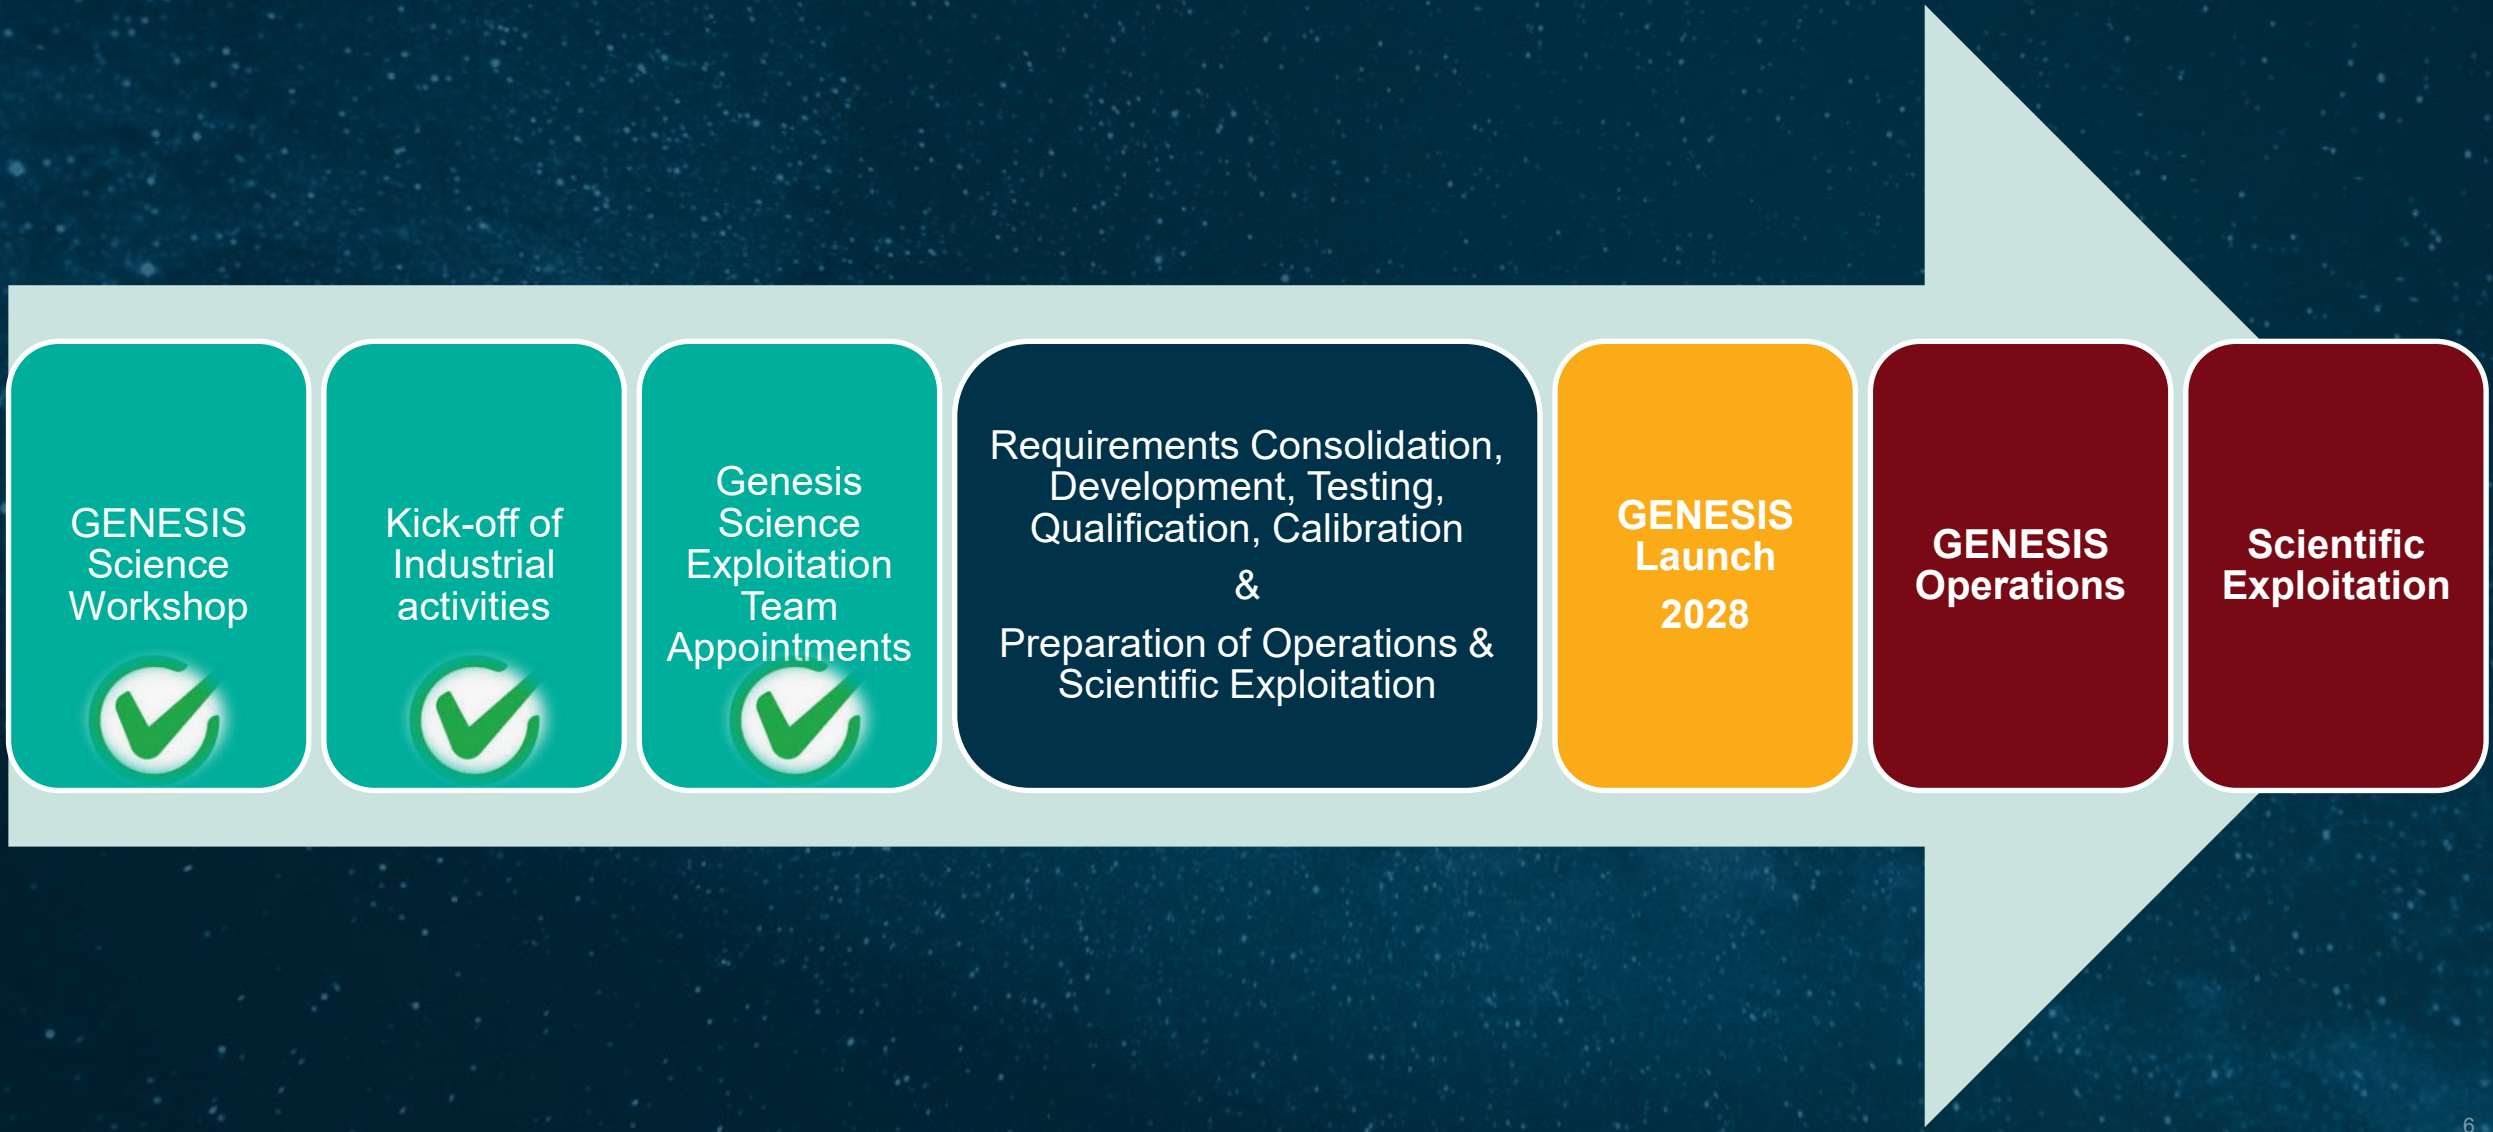 GENESIS
Science
Workshop
Kick-off of
Industrial
activities
Genesis
Science
Exploitation
Team
Appointments
Requirements Consolidation,
Development, Testing,
Qualification, Calibration
&
Preparation of Operations &
Scientific Exploitation
GENESIS
Launch
2028
GENESIS
Operations
Scientific
Exploitation
6